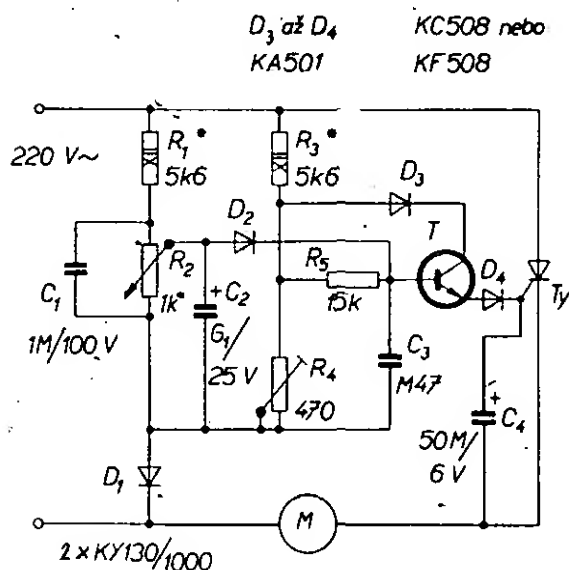 D₃ až D₄ KC508 nebo
KA501 KF508
220 V~
R₁•
5k6
R₃•
5k6
D₃
D₂
T
R₂
1k•
C₁
1M/100 V
+ C₂
G₁/
25 V
R₅
15k
D₄
Ty
R₄
470
C₃
M47
+
C₄
50M/
6 V
D₁
M
2 x KY130/1000